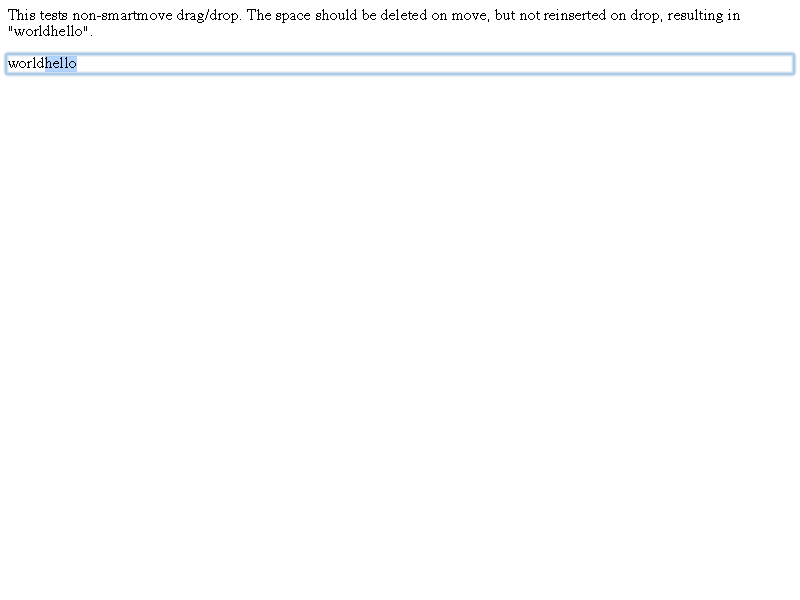 This tests non-smartmove drag/drop. The space should be deleted on move, but not reinserted on drop, resulting in
"worldhello".
worldhello